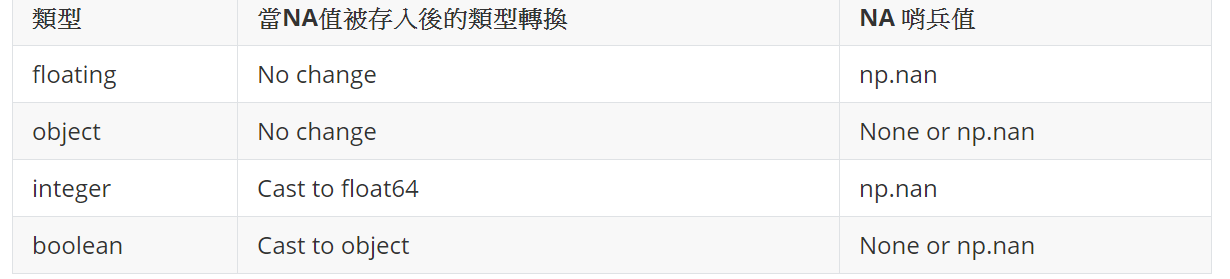 類型 當NA值被存入後的類型轉換 NA 哨兵值
floating No change np.nan
object No change None or np.nan
integer Cast to float64 np.nan
boolean Cast to object None or np.nan